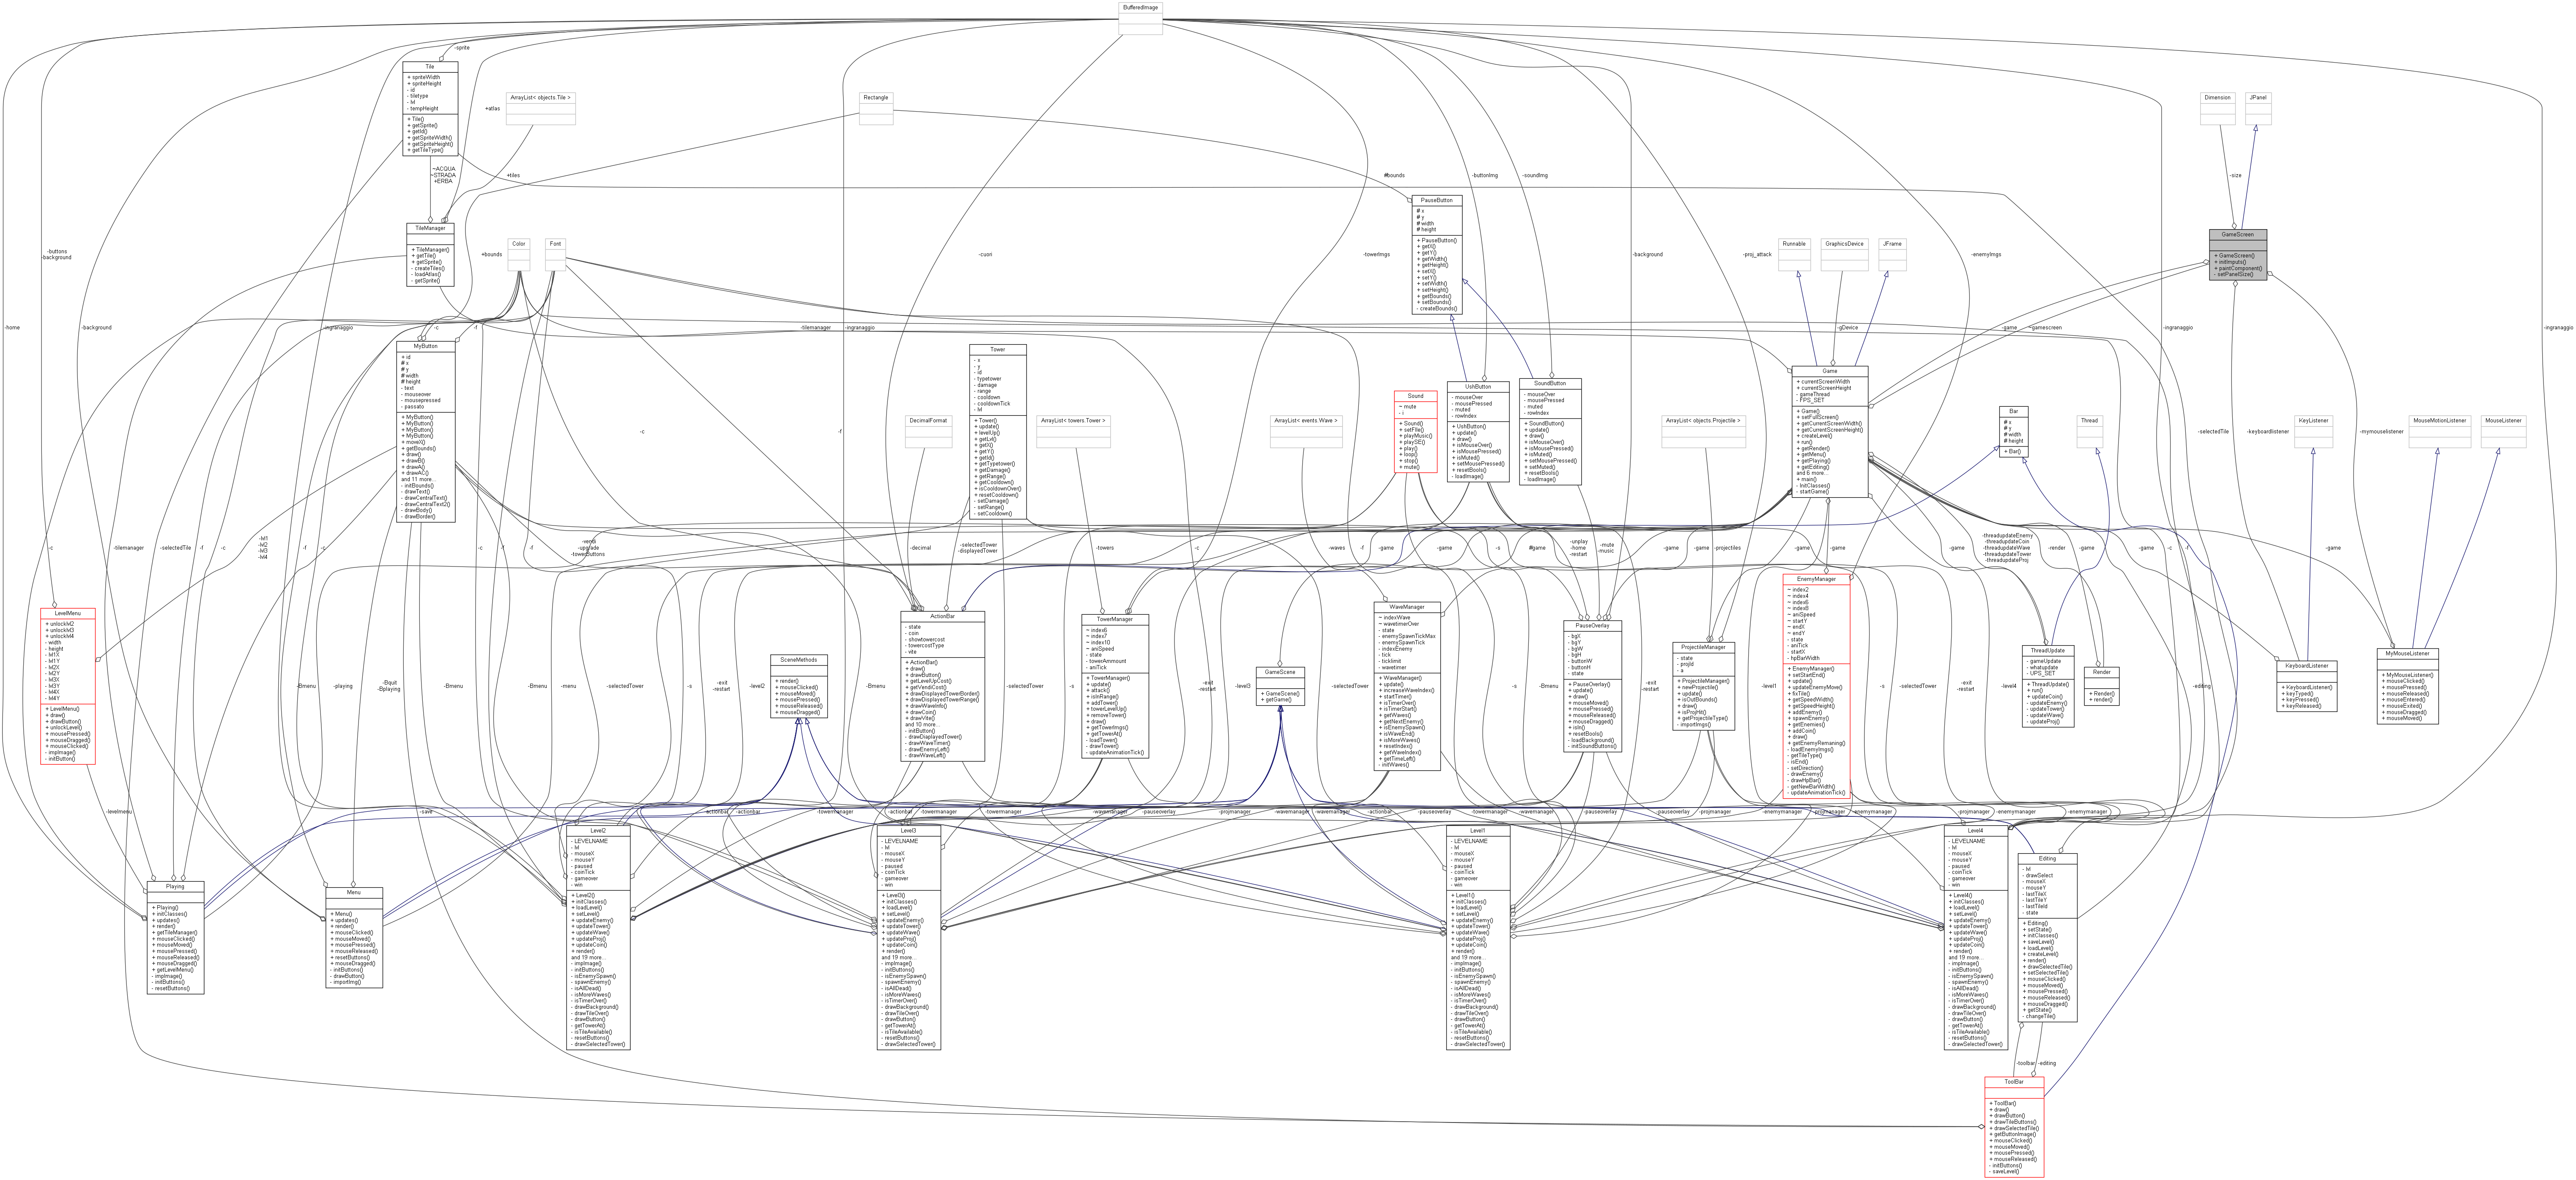 BufferedImage
-sprite
Tile
+ spriteWidth
+ spriteHeight
- id
- tiletype
- lvl
- tempHeight
+ Tile()
+ getSprite()
+ getId()
+ getSpriteWidth()
+ getSpriteHeight()
+ getTileType()
+atlas
ArrayList< objects.Tile >
Rectangle
Dimension
JPanel
~ACQUA
~STRADA
+ERBA
+tiles
#bounds
-buttonImg
-soundImg
-size
PauseButton
# x
# y
# width
# height
+ PauseButton()
+ getX()
+ getY()
+ getWidth()
+ getHeight()
+ setX()
+ setY()
+ setWidth()
+ setHeight()
+ getBounds()
+ setBounds()
- createBounds()
TileManager
+ TileManager()
+ getTile()
+ getSprite()
- createTiles()
- loadAtlas()
- getSprite()
GameScreen
+ GameScreen()
+ initImputs()
+ paintComponent()
- setPanelSize()
-buttons
-background
+bounds
Color
Font
-cuori
-towerImgs
-background
-proj_attack
Runnable
GraphicsDevice
JFrame
-enemyImgs
-home
-background
-ingranaggio
-c
-f
-ingranaggio
-tilemanager
-gDevice
-game
~gamescreen
-ingranaggio
-ingranaggio
MyButton
+ id
# x
# y
# width
# height
- text
- mouseover
- mousepressed
- passato
+ MyButton()
+ MyButton()
+ MyButton()
+ MyButton()
+ moveX()
+ getBounds()
+ draw()
+ drawB()
+ drawA()
+ drawAC()
and 11 more...
- initBounds()
- drawText()
- drawCentralText()
- drawCentralText2()
- drawBody()
- drawBorder()
Tower
- x
- y
- id
- typetower
- damage
- range
- cooldown
- cooldownTick
- lvl
+ Tower()
+ update()
+ levelUp()
+ getLvl()
+ getX()
+ getY()
+ getId()
+ getTypetower()
+ getDamage()
+ getRange()
+ getCooldown()
+ isCooldownOver()
+ resetCooldown()
- setDamage()
- setRange()
- setCooldown()
Sound
~ mute
- i
+ Sound()
+ setFile()
+ playMusic()
+ playSE()
+ play()
+ loop()
+ stop()
+ mute()
UshButton
- mouseOver
- mousePressed
- muted
- rowIndex
+ UshButton()
+ update()
+ draw()
+ isMouseOver()
+ isMousePressed()
+ isMuted()
+ setMousePressed()
+ resetBools()
- loadImage()
SoundButton
- mouseOver
- mousePressed
- muted
- rowIndex
+ SoundButton()
+ update()
+ draw()
+ isMouseOver()
+ isMousePressed()
+ isMuted()
+ setMousePressed()
+ setMuted()
+ resetBools()
- loadImage()
Game
+ currentScreenWidth
+ currentScreenHeight
- gameThread
- FPS_SET
+ Game()
+ setFullScreen()
+ getCurrentScreenWidth()
+ getCurrentScreenHeight()
+ createLevel()
+ run()
+ getRender()
+ getMenu()
+ getPlaying()
+ getEditing()
and 6 more...
+ main()
- InitClasses()
- startGame()
Bar
# x
# y
# width
# height
+ Bar()
DecimalFormat
ArrayList< towers.Tower >
ArrayList< events.Wave >
ArrayList< objects.Projectile >
Thread
KeyListener
MouseMotionListener
MouseListener
-c
-f
-selectedTile
-keyboardlistener
-mymouselistener
-c
-tilemanager
-selectedTile
-f
-c
-f
-c
-lvl1
-lvl2
-lvl3
-lvl4
-c
-f
-f
-vents
-upgrade
-towerButtons
-decimal
-selectedTower
-displayedTower
-towers
-c
-waves
-f
-game
-game
-s
#game
-unplay
-home
-restart
-mute
-music
-game
-game
-projectiles
-game
-game
-game
-threadupdateEnemy
-threadupdateCoin
-threadupdateWave
-threadupdateTower
-threadupdateProj
-render
-game
-game
-c
-f
-game
LevelMenu
+ unlocklvl2
+ unlocklvl3
+ unlocklvl4
- width
- height
- M1X
- M1Y
- M2X
- M2Y
- M3X
- M3Y
- M4X
- M4Y
+ LevelMenu()
+ draw()
+ drawButton()
+ unlockLevel()
+ mouseMoved()
+ mousePressed()
+ mouseDragged()
+ mouseClicked()
- impImage()
- initButton()
ActionBar
- state
- coin
- showtowercost
- towercostType
- vite
+ ActionBar()
+ draw()
+ drawButton()
+ getLevelUpCost()
+ getVendiCost()
+ drawDisplayedTowerBorder()
+ drawDisplayedTowerRange()
+ drawWaveInfo()
+ drawCoin()
+ drawVite()
and 10 more...
- initButton()
- drawDisplayedTower()
- drawWaveTimer()
- drawEnemyLeft()
- drawWaveLeft()
TowerManager
~ index6
~ index7
~ index10
~ aniSpeed
- state
- towerAmmount
- aniTick
+ TowerManager()
+ update()
+ attack()
+ isInRange()
+ addTower()
+ towerLevelUp()
+ removeTower()
+ draw()
+ getTowerImgs()
+ getTowerAt()
- loadTower()
- drawTower()
- updateAnimationTick()
WaveManager
~ indexWave
~ wavetimerOver
- state
- enemySpawnTickMax
- enemySpawnTick
- indexEnemy
- tick
- ticklimit
- wavetimer
+ WaveManager()
+ update()
+ increaseWaveIndex()
+ startTimer()
+ isTimerOver()
+ isTimerStart()
+ getWaves()
+ getNextEnemy()
+ isEnemySpawn()
+ isWaveEnd()
+ isMoreWaves()
+ resetIndex()
+ getWaveIndex()
+ getTimeLeft()
- initWaves()
PauseOverlay
- bgX
- bgY
- bgW
- bgH
- buttonW
- buttonH
- state
+ PauseOverlay()
+ update()
+ draw()
+ mouseMoved()
+ mousePressed()
+ mouseReleased()
+ mouseDragged()
+ isIn()
+ resetBools()
- loadBackground()
- initSoundButtons()
ProjectileManager
- state
- projId
- a
+ ProjectileManager()
+ newProjectile()
+ update()
- isOutBounds()
+ draw()
+ isProjHit()
+ getProjectileType()
- importImgs()
EnemyManager
~ index2
~ index4
~ index6
~ index8
~ aniSpeed
~ startY
~ endX
~ endY
- state
- aniTick
- startX
- hpBarWidth
+ EnemyManager()
+ setStartEnd()
+ update()
+ updateEnemyMove()
+ fixTile()
+ getSpeedWidth()
+ getSpeedHeight()
+ addEnemy()
+ spawnEnemy()
+ getEnemies()
+ addCoin()
+ draw()
+ getEnemyRemaning()
- loadEnemyImgs()
- getTileType()
- isEnd()
- setDirection()
- drawEnemy()
- drawHpBar()
- getNewBarWidth()
- updateAnimationTick()
ThreadUpdate
- gameUpdate
- whatupdate
- UPS_SET
+ ThreadUpdate()
+ run()
+ updateCoin()
- updateEnemy()
- updateTower()
- updateWave()
- updateProj()
Render
+ Render()
+ render()
KeyboardListener
+ KeyboardListener()
+ keyTyped()
+ keyPressed()
+ keyReleased()
MyMouseListener
+ MyMouseListener()
+ mouseClicked()
+ mousePressed()
+ mouseReleased()
+ mouseEntered()
+ mouseExited()
+ mouseDragged()
+ mouseMoved()
SceneMethods
+ render()
+ mouseClicked()
+ mouseMoved()
+ mousePressed()
+ mouseReleased()
+ mouseDragged()
GameScene
+ GameScene()
+ getGame()
-Bmenu
-playing
-Bquit
-Bplaying
-Bmenu
-Bmenu
-menu
-selectedTower
-s
-exit
-restart
-level2
-Bmenu
-selectedTower
-s
-exit
-restart
-level3
-selectedTower
-s
-Bmenu
-exit
-restart
-level1
-s
-selectedTower
-exit
-restart
-level4
-editing
-levelmenu
-save
-towermanager
-actionbar
-actionbar
-actionbar
-towermanager
-towermanager
-wavemanager
-pauseoverlay
-projmanager
-wavemanager
-wavemanager
-actionbar
-pauseoverlay
-towermanager
-wavemanager
-pauseoverlay
-pauseoverlay
-projmanager
-enemymanager
-projmanager
-enemymanager
-projmanager
-enemymanager
-enemymanager
Playing
+ Playing()
+ initClasses()
+ updates()
+ render()
+ getTileManager()
+ mouseClicked()
+ mouseMoved()
+ mousePressed()
+ mouseReleased()
+ mouseDragged()
+ getLevelMenu()
- impImage()
- initButtons()
- resetButtons()
Menu
+ Menu()
+ updates()
+ render()
+ mouseClicked()
+ mouseMoved()
+ mousePressed()
+ mouseReleased()
+ resetButtons()
+ mouseDragged()
- initButtons()
- drawButton()
- importImg()
Level2
- LEVELNAME
- lvl
- mouseX
- mouseY
- paused
- coinTick
- gameover
- win
+ Level2()
+ initClasses()
+ loadLevel()
+ setLevel()
+ updateEnemy()
+ updateTower()
+ updateWave()
+ updateProj()
+ updateCoin()
+ render()
and 19 more...
- impImage()
- initButtons()
- isEnemySpawn()
- spawnEnemy()
- isAllDead()
- isMoreWaves()
- isTimerOver()
- drawBackground()
- drawTileOver()
- drawButton()
- getTowerAt()
- isTileAvailable()
- resetButtons()
- drawSelectedTower()
Level3
- LEVELNAME
- lvl
- mouseX
- mouseY
- paused
- coinTick
- gameover
- win
+ Level3()
+ initClasses()
+ loadLevel()
+ setLevel()
+ updateEnemy()
+ updateTower()
+ updateWave()
+ updateProj()
+ updateCoin()
+ render()
and 19 more...
- impImage()
- initButtons()
- isEnemySpawn()
- spawnEnemy()
- isAllDead()
- isMoreWaves()
- isTimerOver()
- drawBackground()
- drawTileOver()
- drawButton()
- getTowerAt()
- isTileAvailable()
- resetButtons()
- drawSelectedTower()
Level1
- LEVELNAME
- lvl
- mouseX
- mouseY
- paused
- coinTick
- gameover
- win
+ Level1()
+ initClasses()
+ loadLevel()
+ setLevel()
+ updateEnemy()
+ updateTower()
+ updateWave()
+ updateProj()
+ updateCoin()
+ render()
and 19 more...
- impImage()
- initButtons()
- isEnemySpawn()
- spawnEnemy()
- isAllDead()
- isMoreWaves()
- isTimerOver()
- drawBackground()
- drawTileOver()
- drawButton()
- getTowerAt()
- isTileAvailable()
- resetButtons()
- drawSelectedTower()
Level4
- LEVELNAME
- lvl
- mouseX
- mouseY
- paused
- coinTick
- gameover
- win
+ Level4()
+ initClasses()
+ loadLevel()
+ setLevel()
+ updateEnemy()
+ updateTower()
+ updateWave()
+ updateProj()
+ updateCoin()
+ render()
and 19 more...
- impImage()
- initButtons()
- isEnemySpawn()
- spawnEnemy()
- isAllDead()
- isMoreWaves()
- isTimerOver()
- drawBackground()
- drawTileOver()
- drawButton()
- getTowerAt()
- isTileAvailable()
- resetButtons()
- drawSelectedTower()
Editing
- lvl
- drawSelect
- mouseX
- mouseY
- lastTileX
- lastTileY
- lastTileId
- state
+ Editing()
+ setState()
+ initClasses()
+ saveLevel()
+ loadLevel()
+ createLevel()
+ render()
+ drawSelectedTile()
+ setSelectedTile()
+ mouseClicked()
+ mouseMoved()
+ mousePressed()
+ mouseReleased()
+ mouseDragged()
+ getState()
- changeTile()
-toolbar
-editing
ToolBar
+ ToolBar()
+ draw()
+ drawButton()
+ drawTileButtons()
+ drawSelectedTile()
+ getButtonImage()
+ mouseClicked()
+ mouseMoved()
+ mousePressed()
+ mouseReleased()
- initButtons()
- saveLevel()